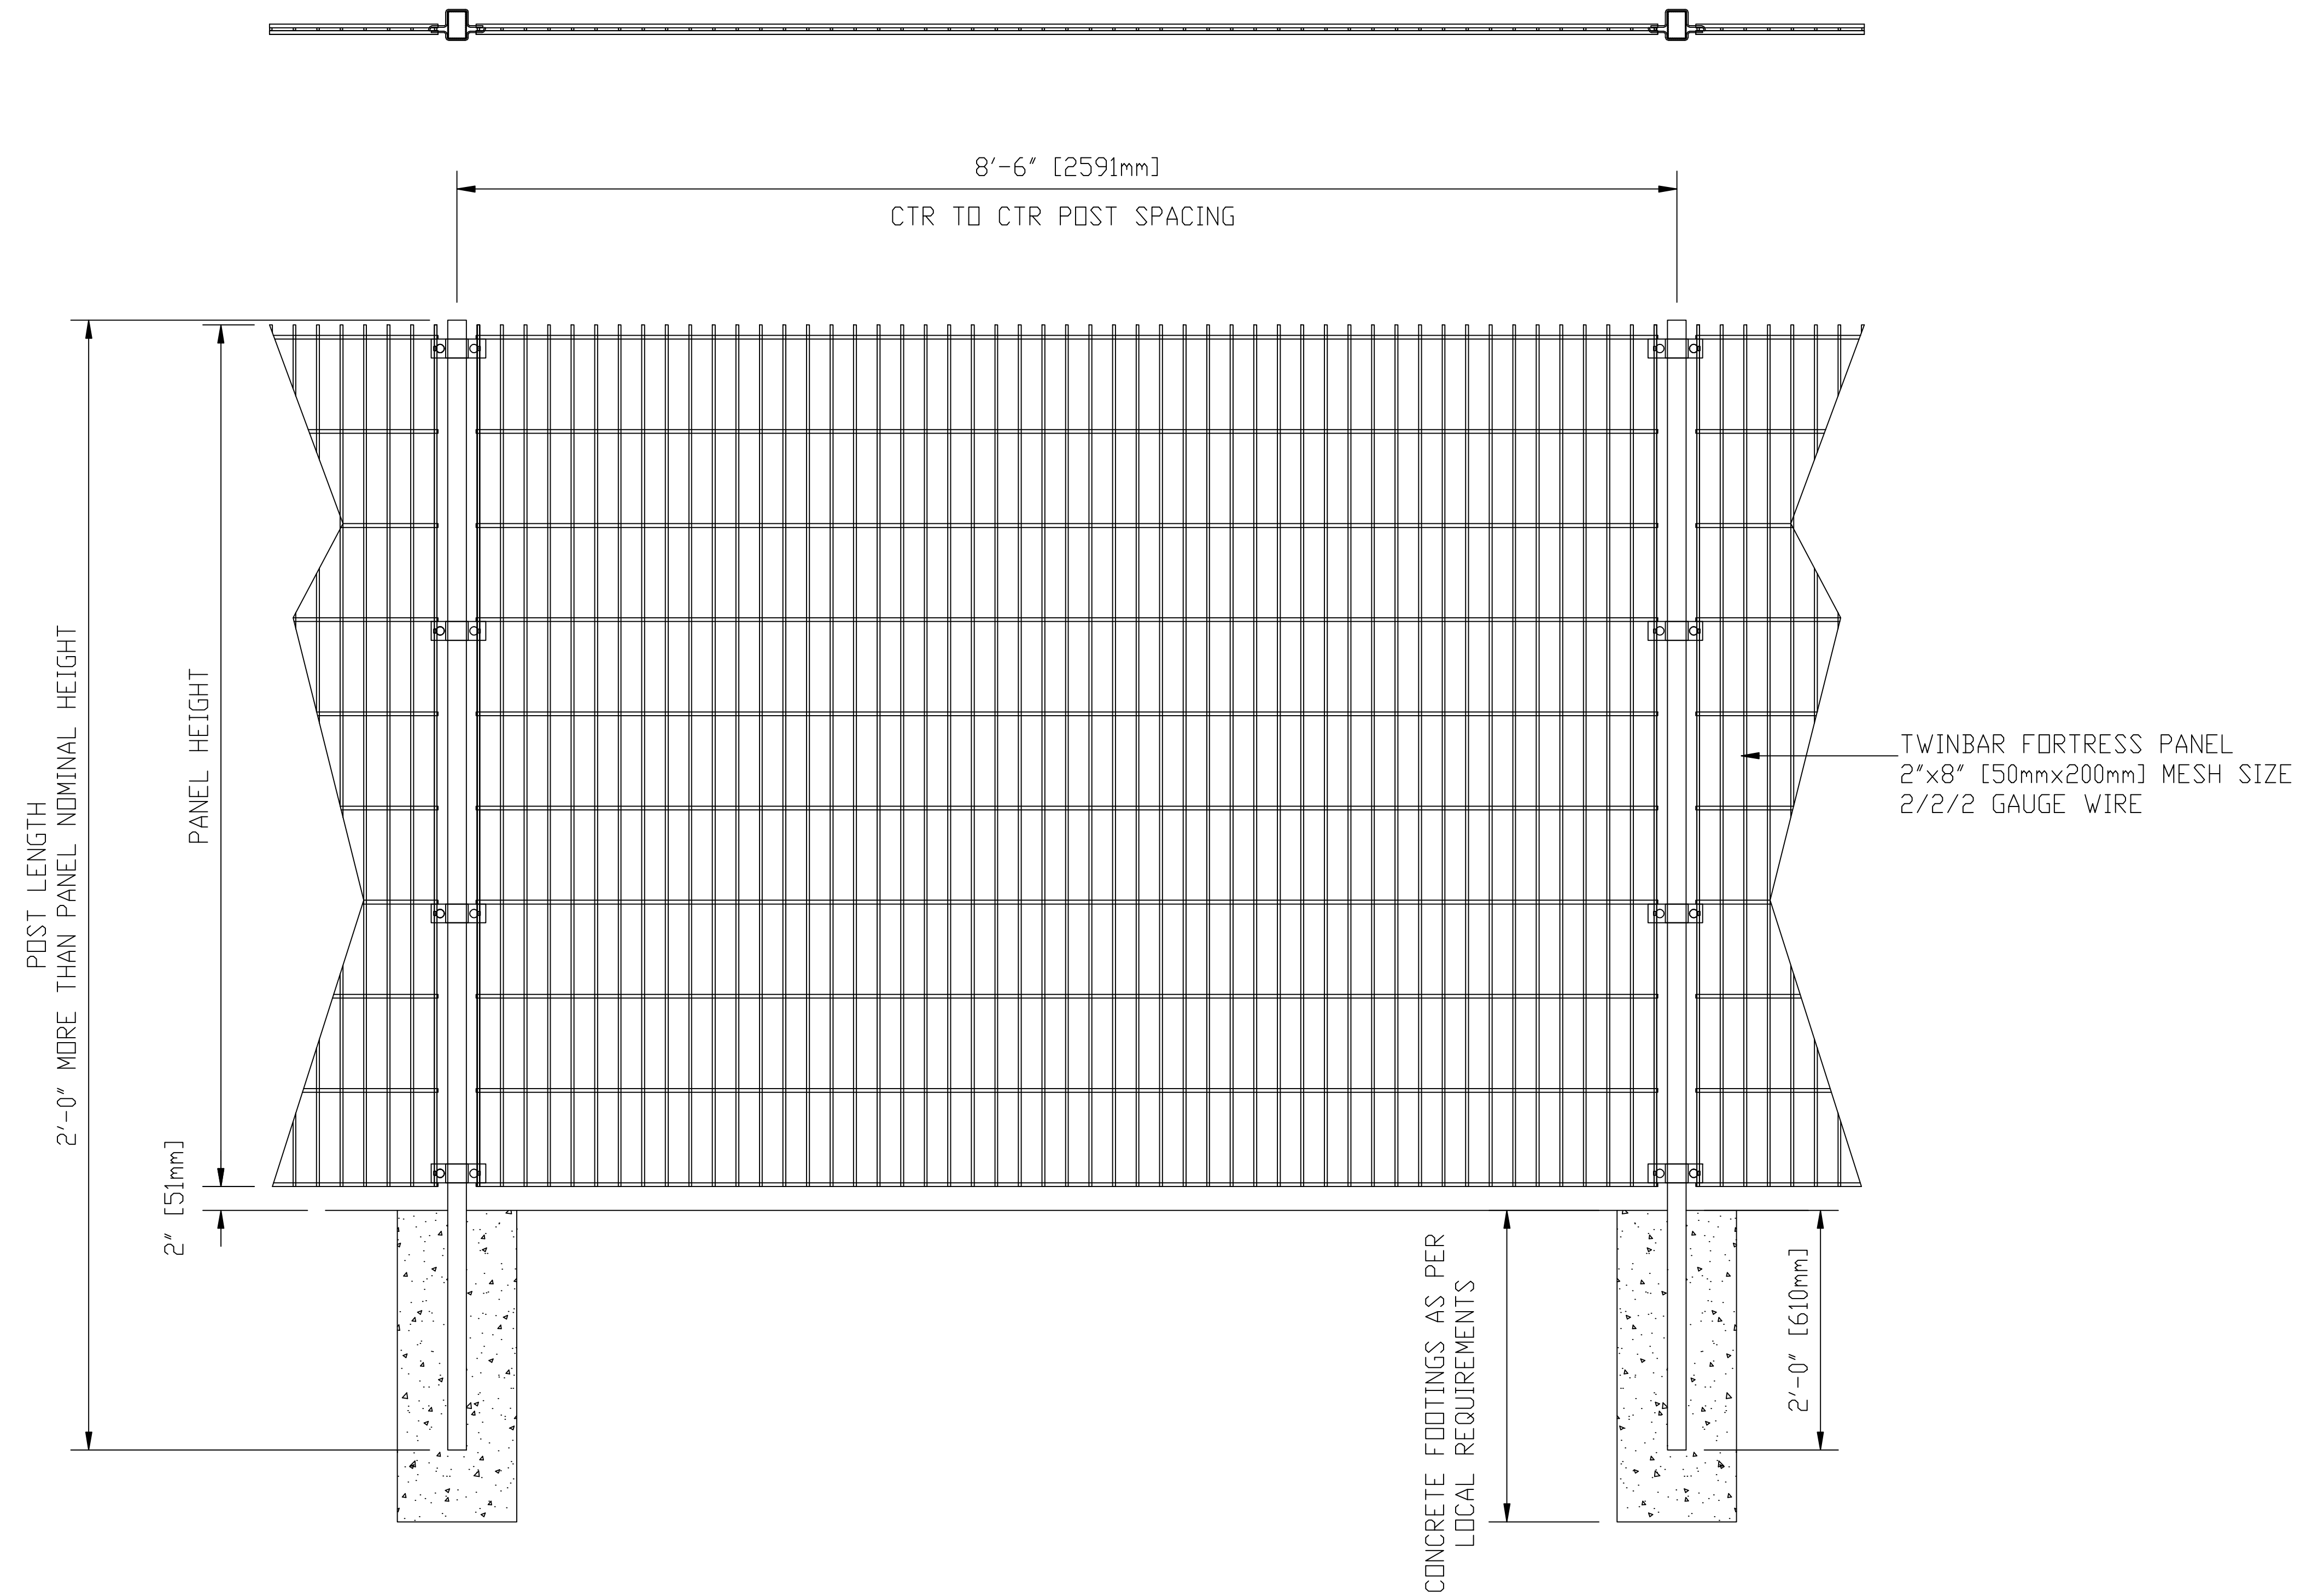 8'-6" [2591mm]
CTR TO CTR POST SPACING
POST LENGTH
2'-0" MORE THAN PANEL NOMINAL HEIGHT
PANEL HEIGHT
2" [51mm]
TWINBAR FORTRESS PANEL
2"x8" [50mmx200mm] MESH SIZE
2/2/2 GAUGE WIRE
CONCRETE FOOTINGS AS PER
LOCAL REQUIREMENTS
2'-0" [610mm]